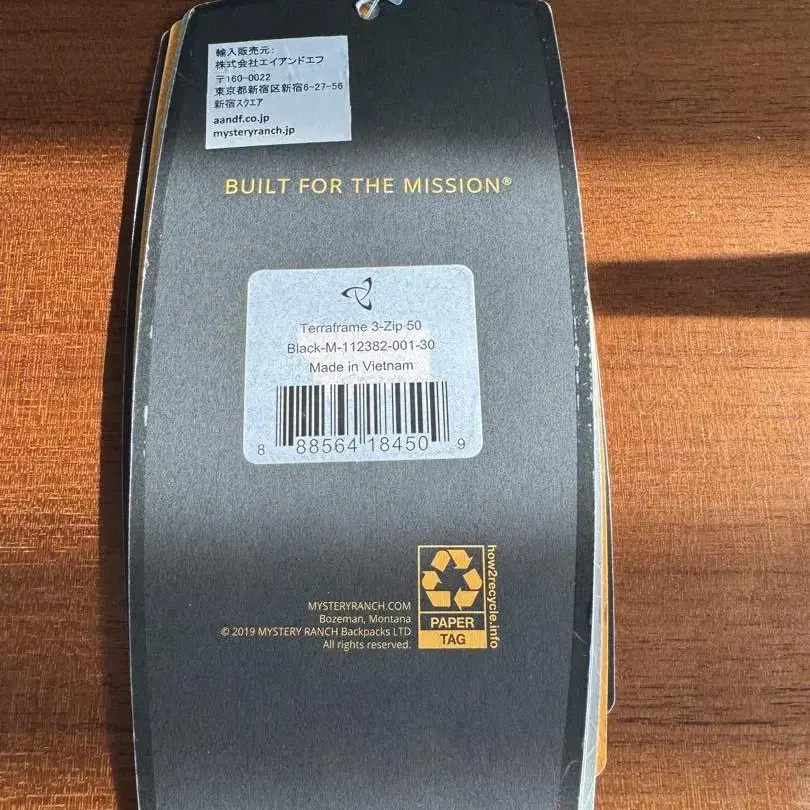 輸入販売元:
株式会社エイアンドエフ
〒160-0022
東京都新宿区新宿6-27-56
新宿スクエア
aandf.co.jp
mysteryranch.jp
BUILT FOR THE MISSION®
Terraframe 3-Zip 50
Black-M-112382-001-30
Made in Vietnam
8 88564 18450 9
MYSTERYRANCH.COM
Bozeman, Montana
© 2019 MYSTERY RANCH Backpacks LTD
All rights reserved.
PAPER
TAG
how2recycle.info